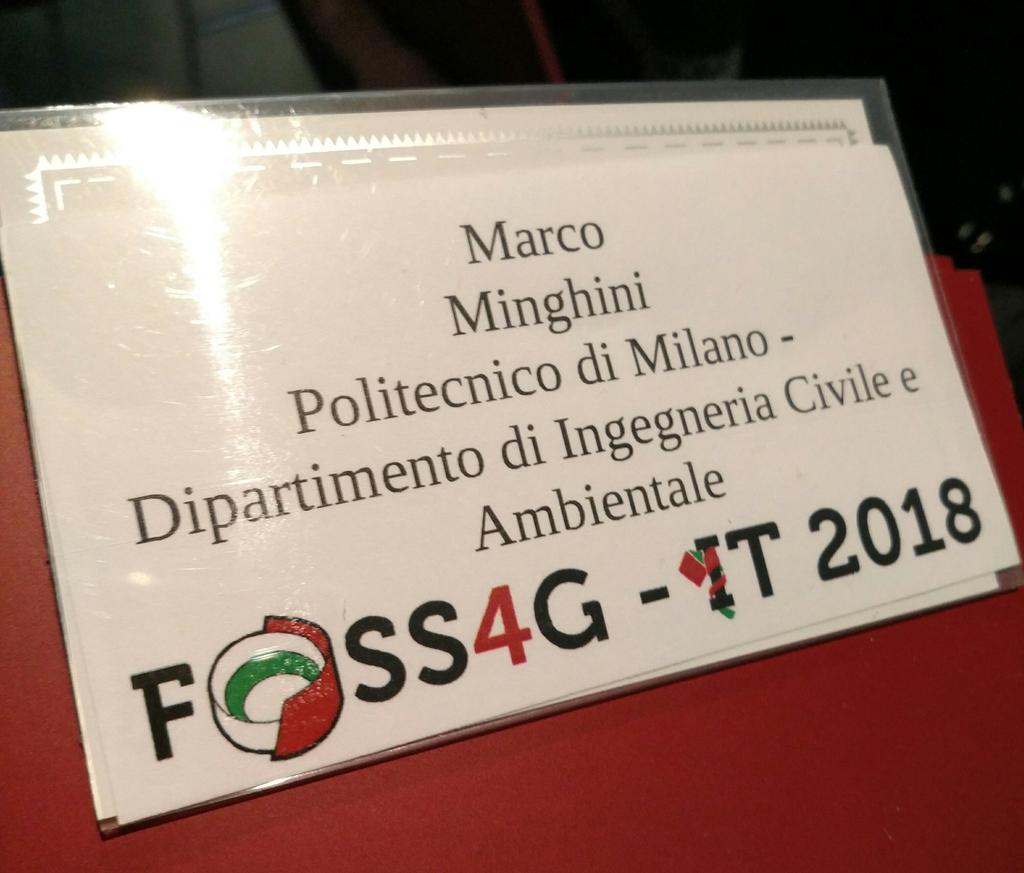 Marco
Minghini
Politecnico di Milano -
Dipartimento di Ingegneria Civile e
Ambientale
FOSS4G - IT 2018